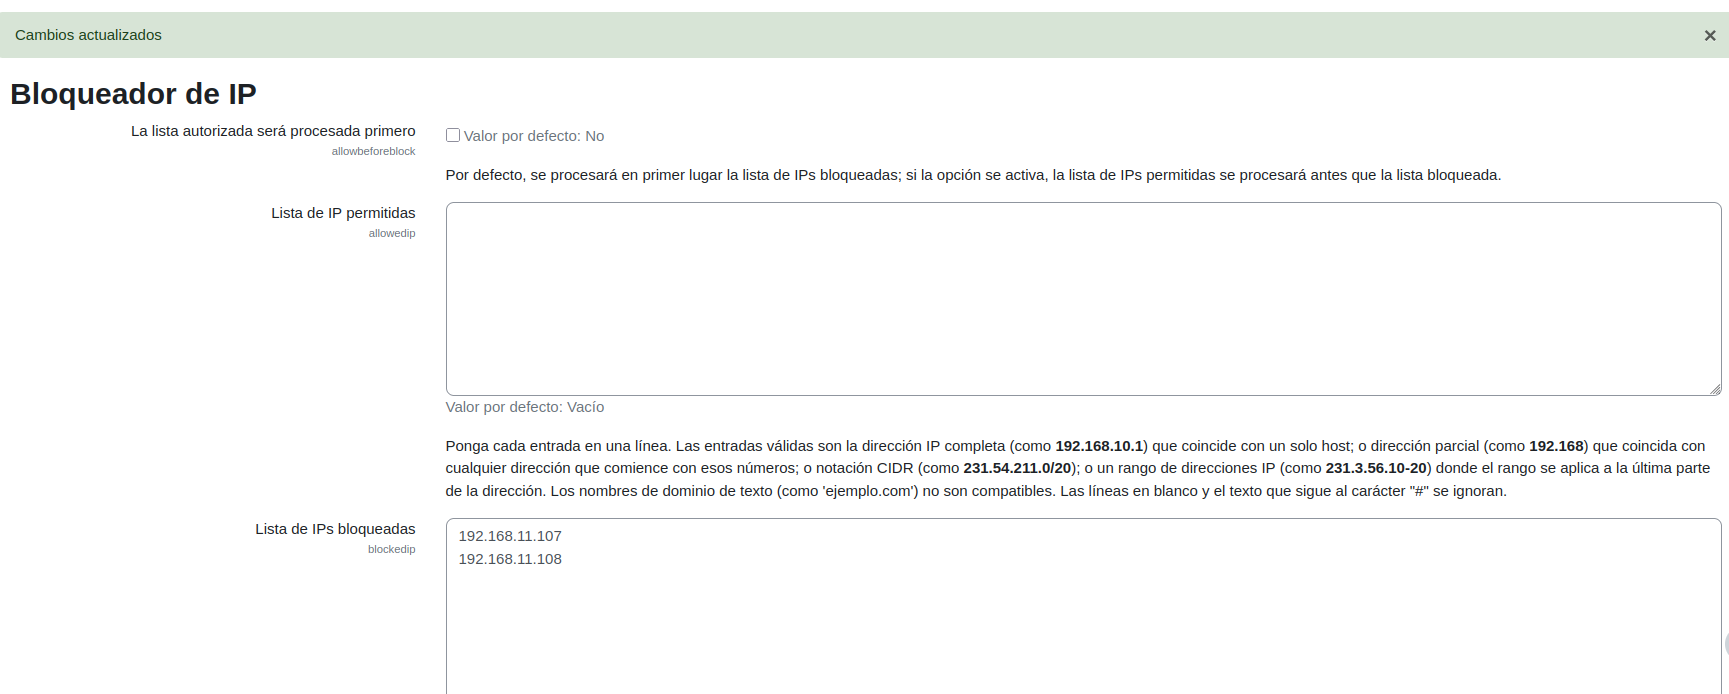 Cambios actualizados
×
Bloqueador de IP
La lista autorizada será procesada primero
allowbeforeblock
Valor por defecto: No
Por defecto, se procesará en primer lugar la lista de IPs bloqueadas; si la opción se activa, la lista de IPs permitidas se procesará antes que la lista bloqueada.
Lista de IP permitidas
allowedip
Valor por defecto: Vacío
Ponga cada entrada en una línea. Las entradas válidas son la dirección IP completa (como 192.168.10.1) que coincide con un solo host; o dirección parcial (como 192.168) que coincida con
cualquier dirección que comience con esos números; o notación CIDR (como 231.54.211.0/20); o un rango de direcciones IP (como 231.3.56.10-20) donde el rango se aplica a la última parte
de la dirección. Los nombres de dominio de texto (como 'ejemplo.com') no son compatibles. Las líneas en blanco y el texto que sigue al carácter "#" se ignoran.
Lista de IPs bloqueadas
blockedip
192.168.11.107
192.168.11.108